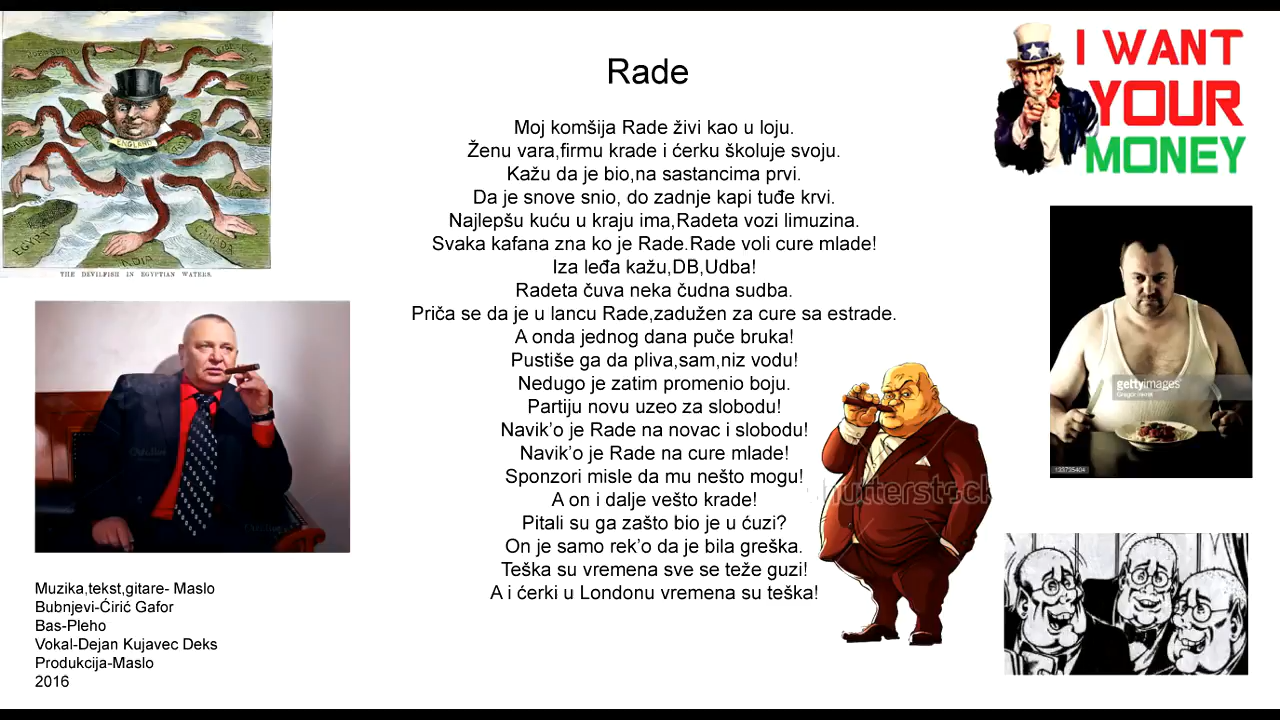 Rade
Moj komšija Rade živi kao u loju.
Ženu vara,firmu krade i ćerku školuje svoju.
Kažu da je bio,na sastancima prvi.
Da je snove snio, do zadnje kapi tuđe krvi.
Najlepšu kuću u kraju ima,Radeta vozi limuzina.
Svaka kafana zna ko je Rade.Rade voli cure mlade!
Iza leđa kažu,DB,Udba!
Radeta čuva neka čudna sudba.
Priča se da je u lancu Rade,zadužen za cure sa estrade.
A onda jednog dana puče bruka!
Pustiše ga da pliva,sam,niz vodu!
Nedugo je zatim promenio boju.
Partiju novu uzeo za slobodu!
Navik’o je Rade na novac i slobodu!
Navik’o je Rade na cure mlade!
Sponzori misle da mu nešto mogu!
A on i dalje vešto krade!
Pitali su ga zašto bio je u ćuzi?
On je samo rek’o da je bila greška.
Teška su vremena sve se teže guzi!
A i ćerki u Londonu vremena su teška!
Muzika,tekst,gitare- Maslo
Bubnjevi-Ćirić Gafor
Bas-Pleho
Vokal-Dejan Kujavec Deks
Produkcija-Maslo
2016
I WANT
YOUR
MONEY
ENGLAND
EGYPT
INDIA
CANADA
THE DEVILFISH IN EGYPTIAN WATERS.
gettyimages
shutterstock